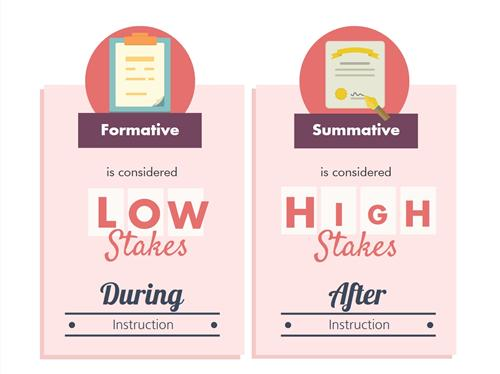 Formative
is considered
LOW
Stakes
During
Instruction
Summative
is considered
HIGH
Stakes
After
Instruction